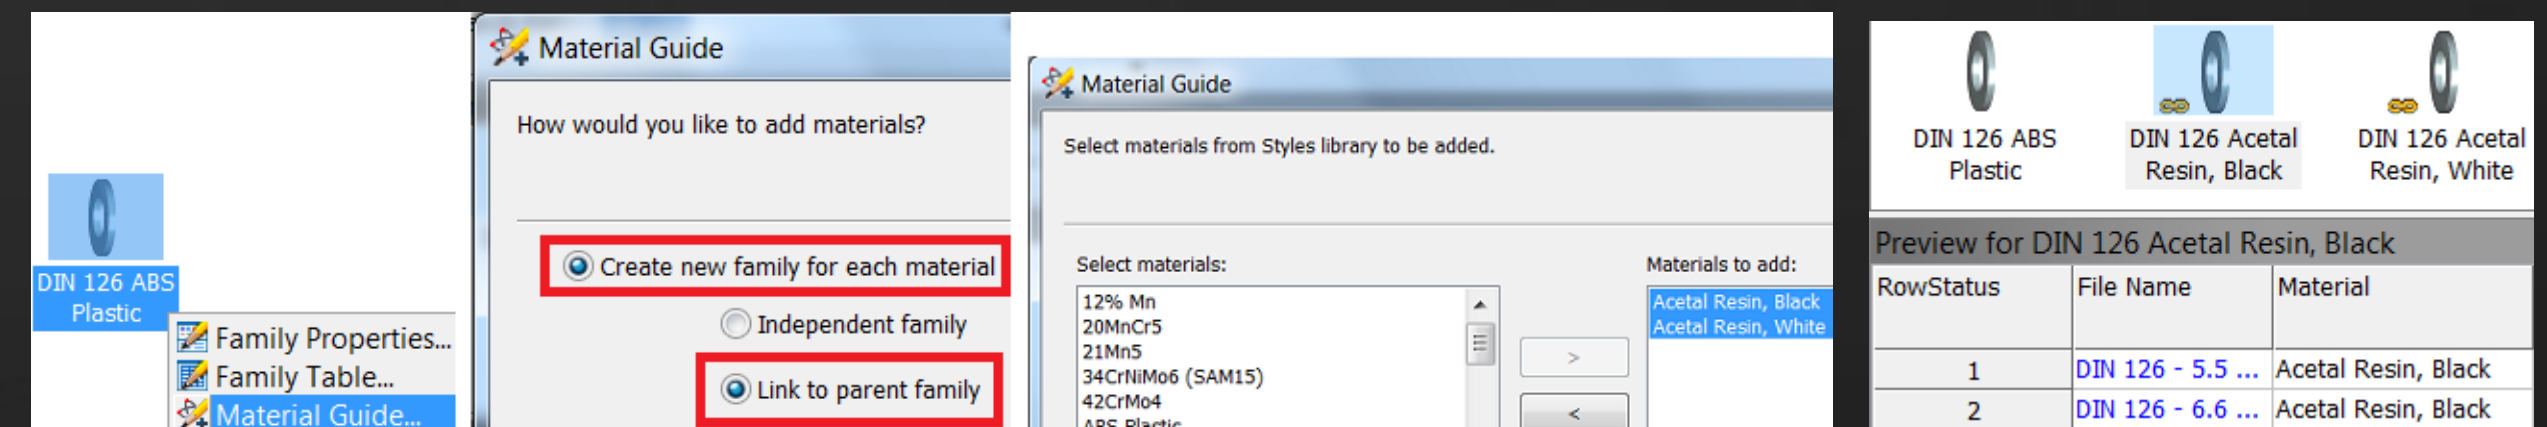 DIN 126 ABS
Plastic
Family Properties...
Family Table...
Material Guide...
Material Guide
How would you like to add materials?
Create new family for each material
Independent family
Link to parent family
Material Guide
Select materials from Styles library to be added.
Select materials:
12% Mn
20MnCr5
21Mn5
34CrNiMo6 (SAM15)
42CrMo4
ABS Plastic
>
<
Materials to add:
Acetal Resin, Black
Acetal Resin, White
DIN 126 ABS
Plastic
DIN 126 Acetal
Resin, Black
DIN 126 Acetal
Resin, White
Preview for DIN 126 Acetal Resin, Black
RowStatus File Name Material
1 DIN 126 - 5.5 ... Acetal Resin, Black
2 DIN 126 - 6.6 ... Acetal Resin, Black